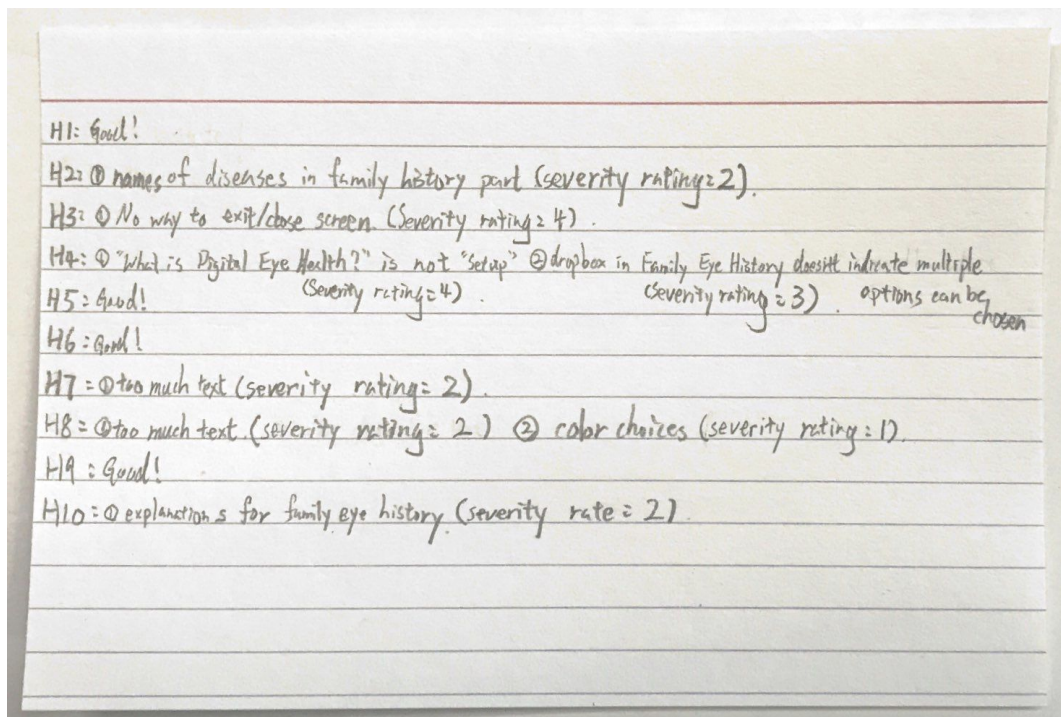 H1: Good!
H2: ① names of diseases in family history part (severity rating = 2).
H3: ① No way to exit/close screen. (Severity rating = 4).
H4: ① "What is Digital Eye Health?" is not "setup" ② dropbox in Family Eye History doesn't indicate multiple
(Severity rating = 4). (Severity rating = 3). options can be
H5: Good! chosen
H6: Good!
H7: ① too much text (severity rating = 2).
H8: ① too much text. (severity rating = 2) ② color choices (severity rating = 1).
H9: Good!
H10: ① explanations for family eye history. (severity rate = 2).